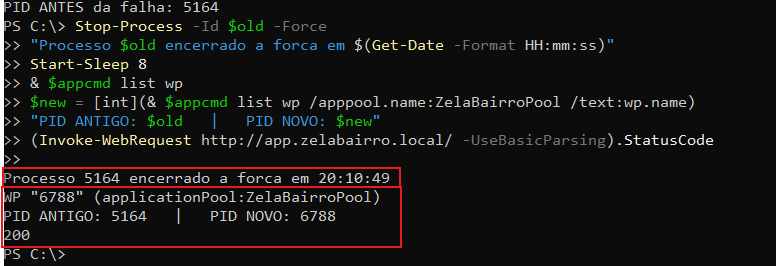 PID ANTES da falha: 5164
PS C:\> Stop-Process -Id $old -Force
>> "Processo $old encerrado a forca em $(Get-Date -Format HH:mm:ss)"
>> Start-Sleep 8
>> & $appcmd list wp
>> $new = [int](& $appcmd list wp /apppool.name:ZelaBairroPool /text:wp.name)
>> "PID ANTIGO: $old   |   PID NOVO: $new"
>> (Invoke-WebRequest http://app.zelabairro.local/ -UseBasicParsing).StatusCode
>>
Processo 5164 encerrado a forca em 20:10:49
WP "6788" (applicationPool:ZelaBairroPool)
PID ANTIGO: 5164   |   PID NOVO: 6788
200
PS C:\>